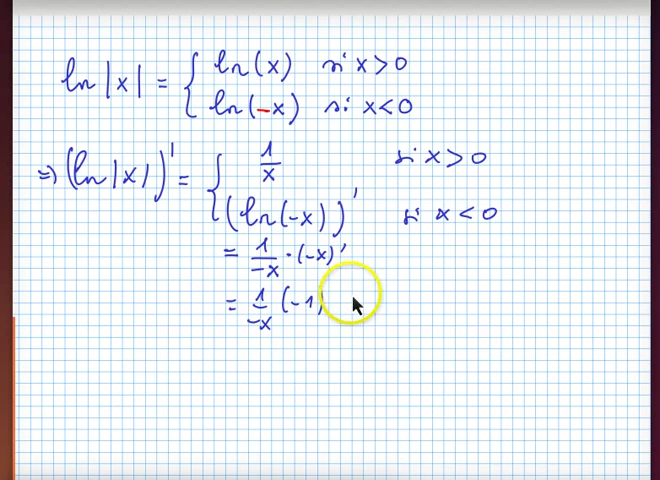 ln |x| = { ln(x) si x > 0
ln(-x) si x < 0
=> (ln |x|)' = { 1/x si x > 0
(ln(-x))' si x < 0
= 1/-x · (-x)'
= 1/-x (-1)